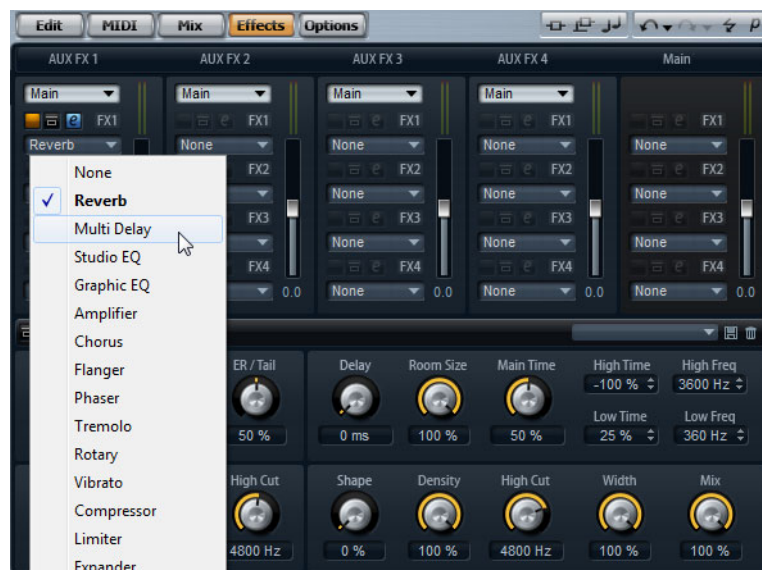 Edit MIDI Mix Effects Options
AUX FX 1 AUX FX 2 AUX FX 3 AUX FX 4 Main
Main Main Main Main
FX1 FX1 FX1 FX1 FX1
Reverb None None None None
FX2 FX2 FX2 FX2
None None None
FX3 FX3 FX3 FX3
None None None
FX4 FX4 FX4 FX4
None None None
0.0 0.0 0.0 0.0
None
Reverb
Multi Delay
Studio EQ
Graphic EQ
Amplifier
Chorus
Flanger
Phaser
Tremolo
Rotary
Vibrato
Compressor
Limiter
Expander
ER / Tail Delay Room Size Main Time High Time High Freq
-100 % 3600 Hz
Low Time Low Freq
50 % 0 ms 100 % 50 % 25 % 360 Hz
High Cut Shape Density High Cut Width Mix
4800 Hz 0 % 100 % 4800 Hz 100 % 100 %